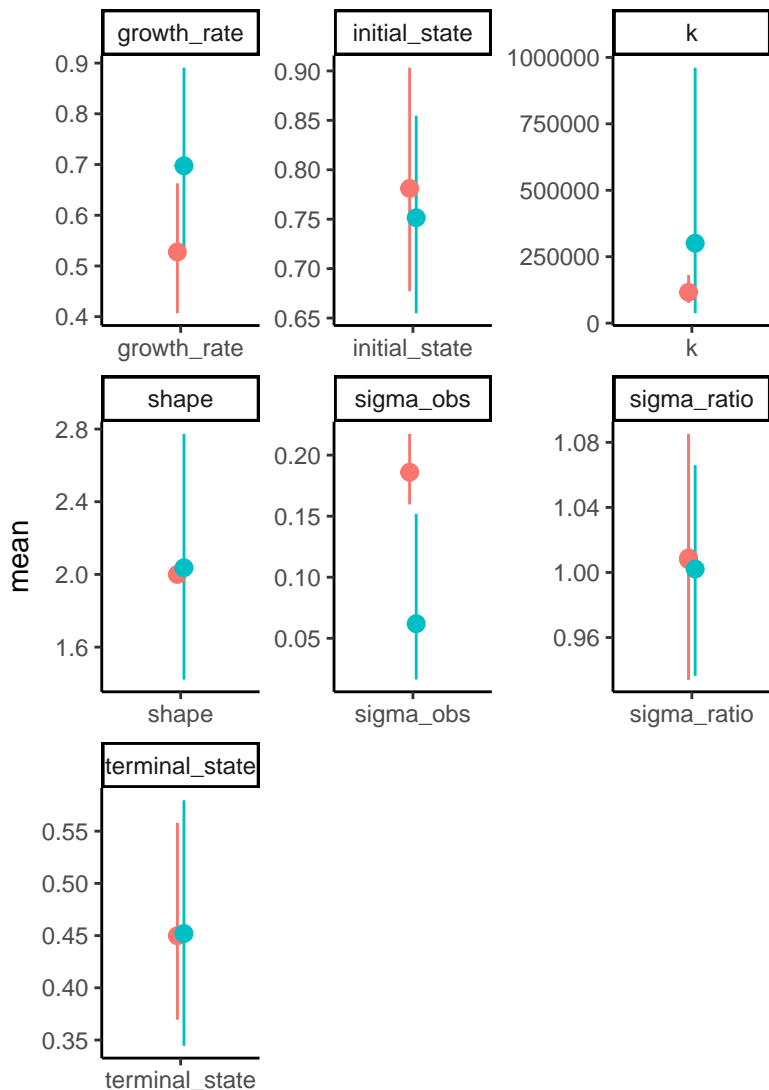 growth_rate
initial_state
k
0.9
0.8
0.7
0.6
0.5
0.4
0.90
0.85
0.80
0.75
0.70
0.65
1000000
750000
500000
250000
0
growth_rate
initial_state
k
shape
sigma_obs
sigma_ratio
2.8
2.4
2.0
1.6
0.20
0.15
0.10
0.05
1.08
1.04
1.00
0.96
shape
sigma_obs
sigma_ratio
mean
terminal_state
0.55
0.50
0.45
0.40
0.35
terminal_state